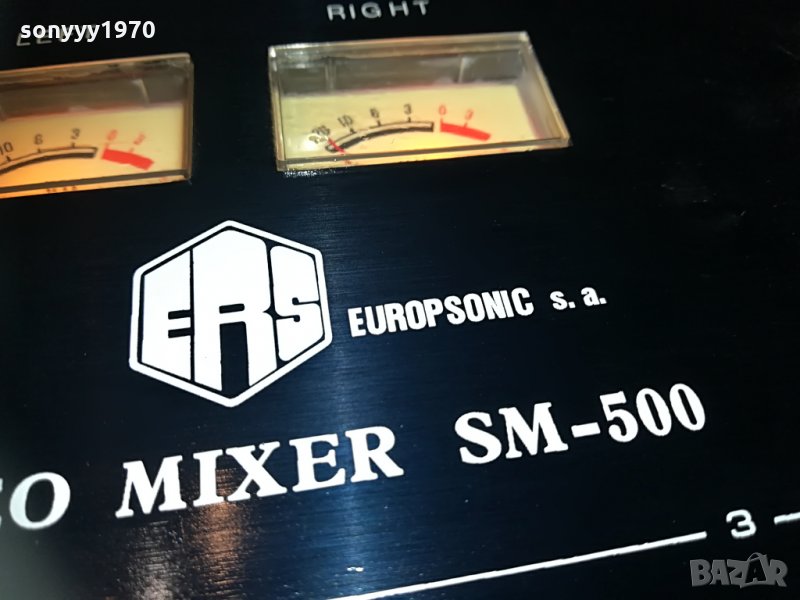 sonyyy1970
RIGHT
10 6 3 0 3
20 10 6 3 0 3
ERS
EUROPSONIC s. a.
EO MIXER SM-500
3
BAZAR